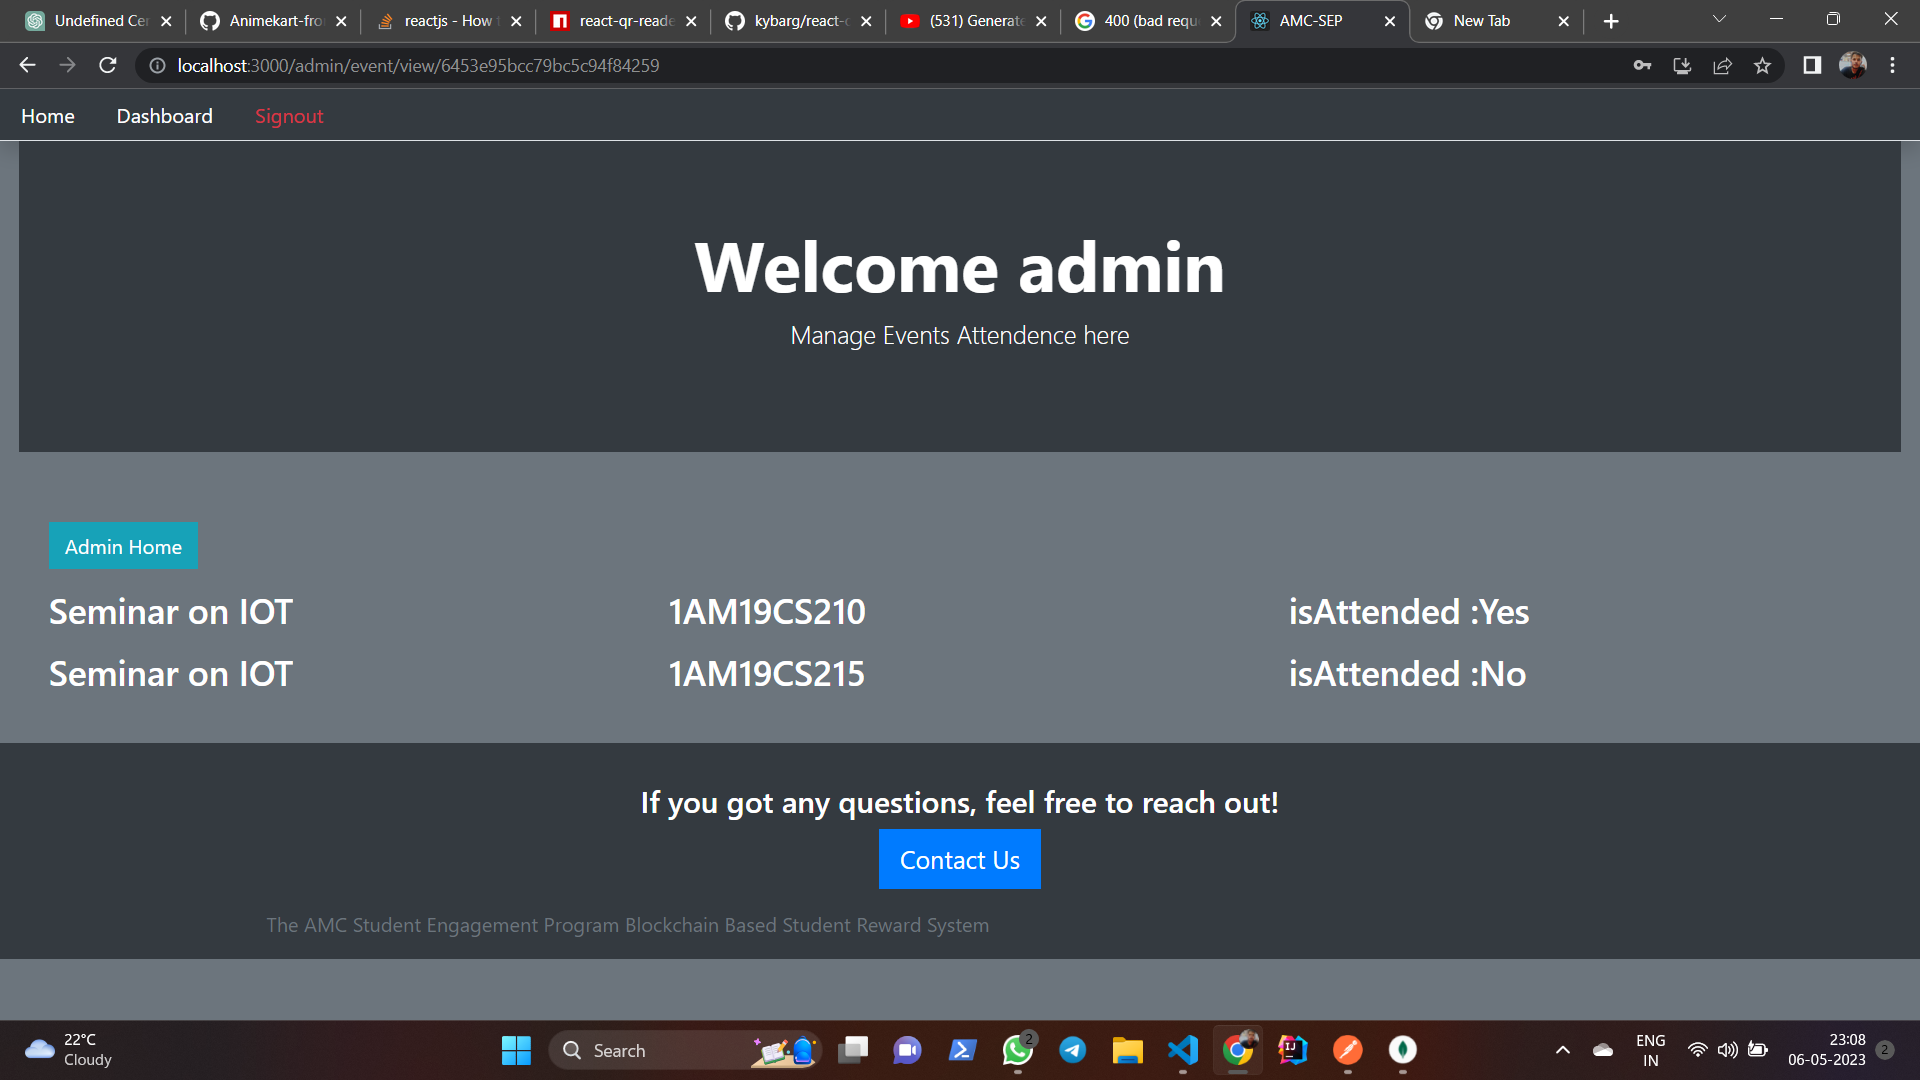 Undefined Cer
Animekart-fro
reactjs - How t
react-qr-reade
kybarg/react-q
(531) Generate
400 (bad requ
AMC-SEP
New Tab
localhost:3000/admin/event/view/6453e95bcc79bc5c94f84259
Home Dashboard Signout
Welcome admin
Manage Events Attendence here
Admin Home
Seminar on IOT 1AM19CS210 isAttended :Yes
Seminar on IOT 1AM19CS215 isAttended :No
If you got any questions, feel free to reach out!
Contact Us
The AMC Student Engagement Program Blockchain Based Student Reward System
22°C
Cloudy
Search
2
ENG
IN
23:08
06-05-2023
2